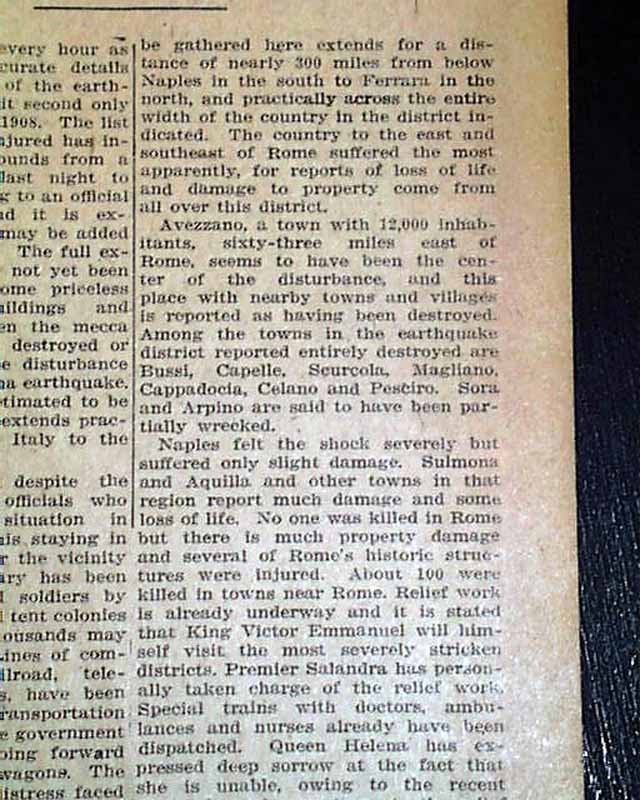 every hour as
curate details
of the earth-
it second only
1908. The list
njured has in-
ounds from a
last night to
g to an official
nd it is ex-
may be added
The full ex-
not yet been
ome priceless
uildings and
en the mecca
destroyed or
e disturbance
na earthquake.
timated to be
extends prac-
Italy to the
despite the
officials who
situation in
is staying in
r the vicinity
ary has been
soldiers by
tent colonies
ousands may
Lines of com-
ilroad, tele-
s, have been
ransportation
e government
oing forward
wagons. The
distress faced
be gathered here extends for a dis-
tance of nearly 300 miles from below
Naples in the south to Ferrara in the
north, and practically across the entire
width of the country in the district in-
dicated. The country to the east and
southeast of Rome suffered the most
apparently, for reports of loss of life
and damage to property come from
all over this district.
Avezzano, a town with 12,000 inhab-
itants, sixty-three miles east of
Rome, seems to have been the cen-
ter of the disturbance, and this
place with nearby towns and villages
is reported as having been destroyed.
Among the towns in the earthquake
district reported entirely destroyed are
Bussi, Capelle, Scurcola, Magliano,
Cappadocia, Celano and Pesciro. Sora
and Arpino are said to have been par-
tially wrecked.
Naples felt the shock severely but
suffered only slight damage. Sulmona
and Aquilla and other towns in that
region report much damage and some
loss of life. No one was killed in Rome
but there is much property damage
and several of Rome's historic struc-
tures were injured. About 100 were
killed in towns near Rome. Relief work
is already underway and it is stated
that King Victor Emmanuel will him-
self visit the most severely stricken
districts. Premier Salandra has person-
ally taken charge of the relief work.
Special trains with doctors, ambu-
lances and nurses already have been
dispatched. Queen Helena has ex-
pressed deep sorrow at the fact that
she is unable, owing to the recent